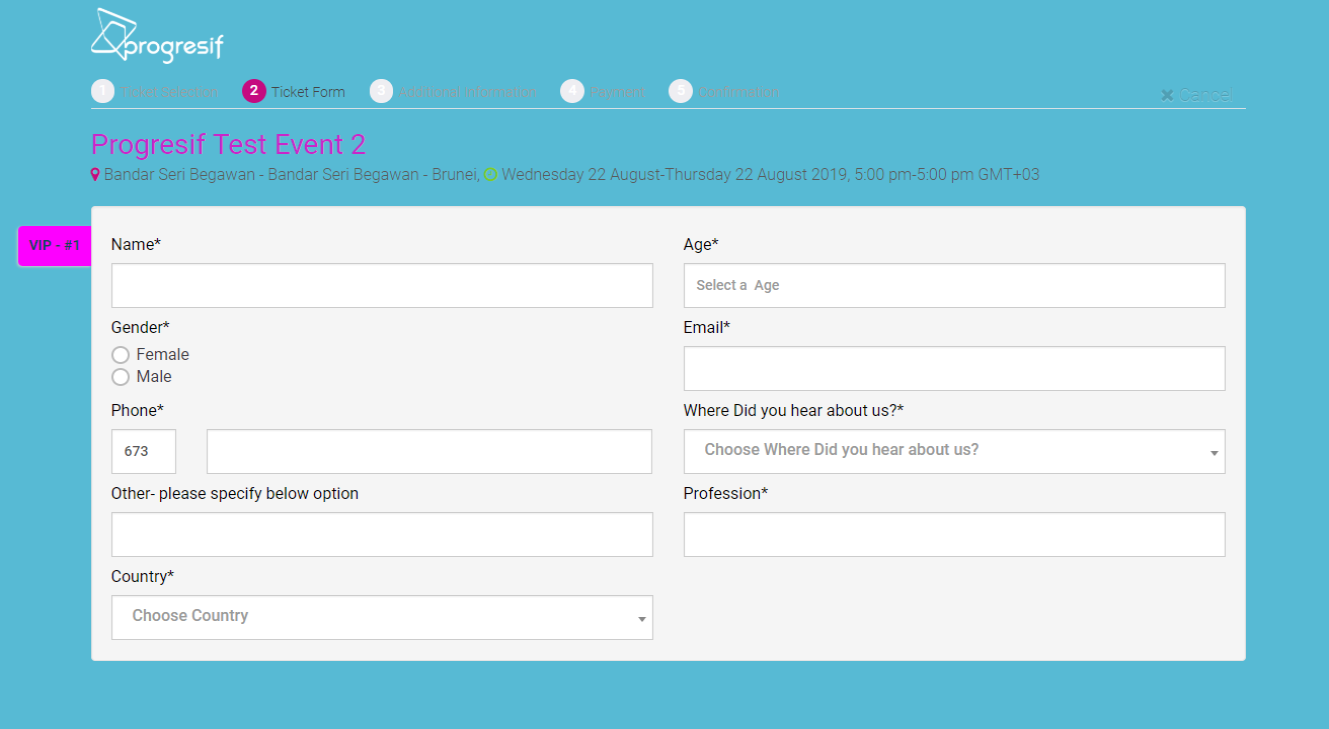 progresif
1 Ticket Selection 2 Ticket Form 3 Additional Information 4 Payment 5 Confirmation
✖ Cancel
Progresif Test Event 2
Bandar Seri Begawan - Bandar Seri Begawan - Brunei, Wednesday 22 August-Thursday 22 August 2019, 5:00 pm-5:00 pm GMT+03
VIP - #1
Name*
Age*
Select a  Age
Gender*
Female
Male
Email*
Phone*
673
Where Did you hear about us?*
Choose Where Did you hear about us?
Other- please specify below option
Profession*
Country*
Choose Country